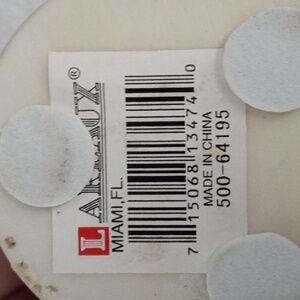 MIAMI, FL.
7 15068 13474 0
MADE IN CHINA
500-64195